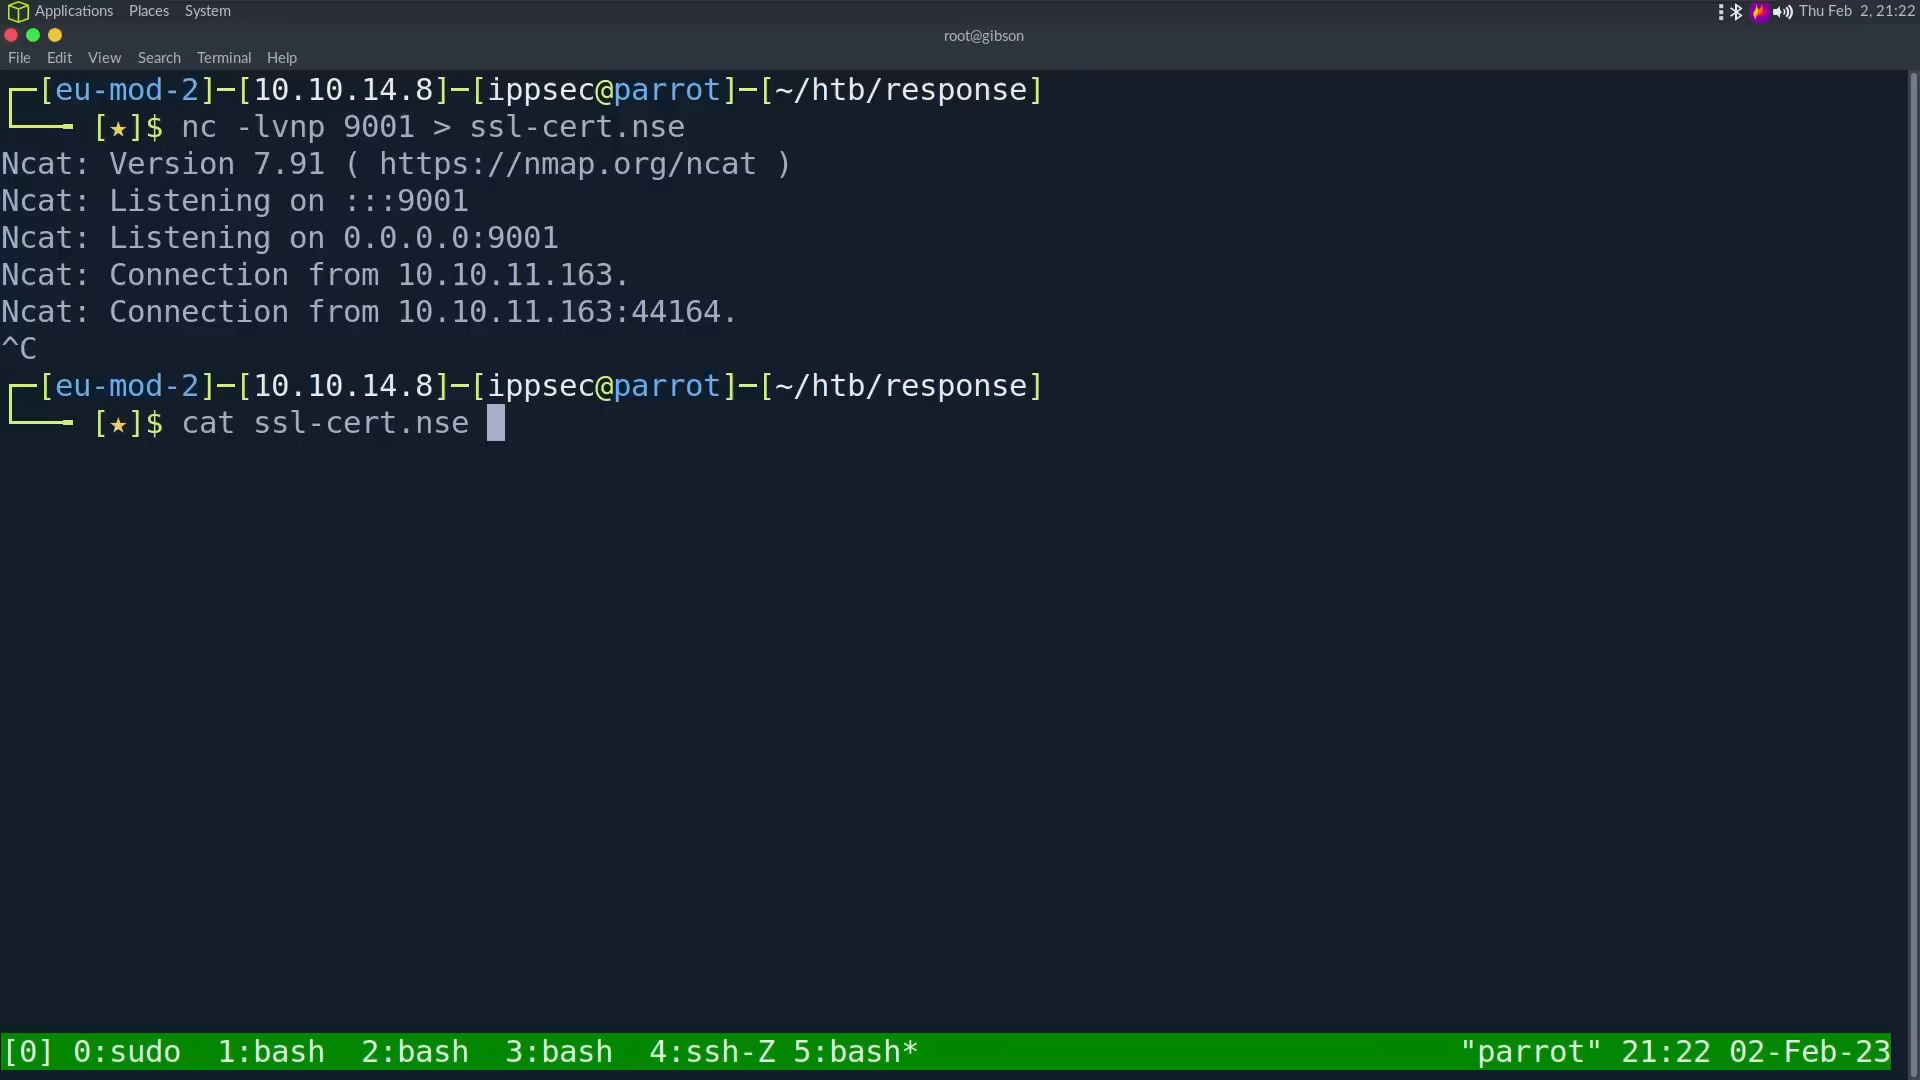 Applications Places System
Thu Feb 2, 21:22
root@gibson
File Edit View Search Terminal Help
┌─[eu-mod-2]─[10.10.14.8]─[ippsec@parrot]─[~/htb/response]
└──╼ [★]$ nc -lvnp 9001 > ssl-cert.nse
Ncat: Version 7.91 ( https://nmap.org/ncat )
Ncat: Listening on :::9001
Ncat: Listening on 0.0.0.0:9001
Ncat: Connection from 10.10.11.163.
Ncat: Connection from 10.10.11.163:44164.
^C
┌─[eu-mod-2]─[10.10.14.8]─[ippsec@parrot]─[~/htb/response]
└──╼ [★]$ cat ssl-cert.nse
[0] 0:sudo 1:bash 2:bash 3:bash 4:ssh-Z 5:bash* "parrot" 21:22 02-Feb-23